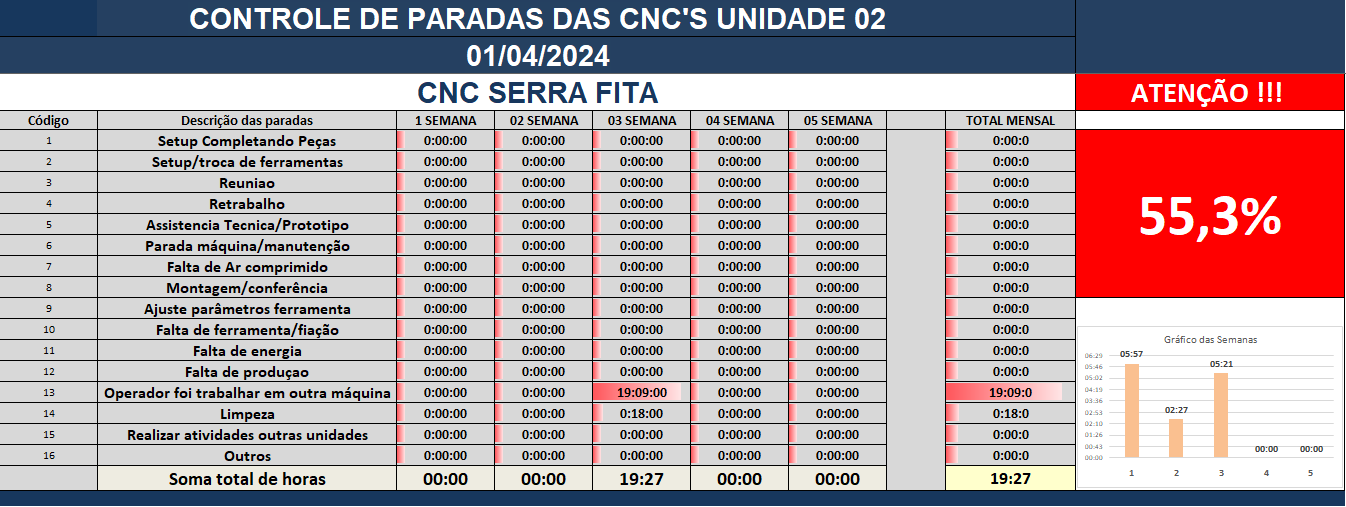 CONTROLE DE PARADAS DAS CNC'S UNIDADE 02
01/04/2024
CNC SERRA FITA
ATENÇÃO !!!
Código Descrição das paradas 1 SEMANA 02 SEMANA 03 SEMANA 04 SEMANA 05 SEMANA TOTAL MENSAL
1 Setup Completando Peças 0:00:00 0:00:00 0:00:00 0:00:00 0:00:00 0:00:0
2 Setup/troca de ferramentas 0:00:00 0:00:00 0:00:00 0:00:00 0:00:00 0:00:0
3 Reuniao 0:00:00 0:00:00 0:00:00 0:00:00 0:00:00 0:00:0
4 Retrabalho 0:00:00 0:00:00 0:00:00 0:00:00 0:00:00 0:00:0
5 Assistencia Tecnica/Prototipo 0:00:00 0:00:00 0:00:00 0:00:00 0:00:00 0:00:0
6 Parada máquina/manutenção 0:00:00 0:00:00 0:00:00 0:00:00 0:00:00 0:00:0
7 Falta de Ar comprimido 0:00:00 0:00:00 0:00:00 0:00:00 0:00:00 0:00:0
8 Montagem/conferência 0:00:00 0:00:00 0:00:00 0:00:00 0:00:00 0:00:0
9 Ajuste parâmetros ferramenta 0:00:00 0:00:00 0:00:00 0:00:00 0:00:00 0:00:0
10 Falta de ferramenta/fiação 0:00:00 0:00:00 0:00:00 0:00:00 0:00:00 0:00:0
11 Falta de energia 0:00:00 0:00:00 0:00:00 0:00:00 0:00:00 0:00:0
12 Falta de produçao 0:00:00 0:00:00 0:00:00 0:00:00 0:00:00 0:00:0
13 Operador foi trabalhar em outra máquina 0:00:00 0:00:00 19:09:00 0:00:00 0:00:00 19:09:0
14 Limpeza 0:00:00 0:00:00 0:18:00 0:00:00 0:00:00 0:18:0
15 Realizar atividades outras unidades 0:00:00 0:00:00 0:00:00 0:00:00 0:00:00 0:00:0
16 Outros 0:00:00 0:00:00 0:00:00 0:00:00 0:00:00 0:00:0
Soma total de horas 00:00 00:00 19:27 00:00 00:00 19:27
55,3%
Gráfico das Semanas
06:29
05:46
05:02
04:19
03:36
02:53
02:10
01:26
00:43
00:00
05:57 02:27 05:21 00:00 00:00
1 2 3 4 5